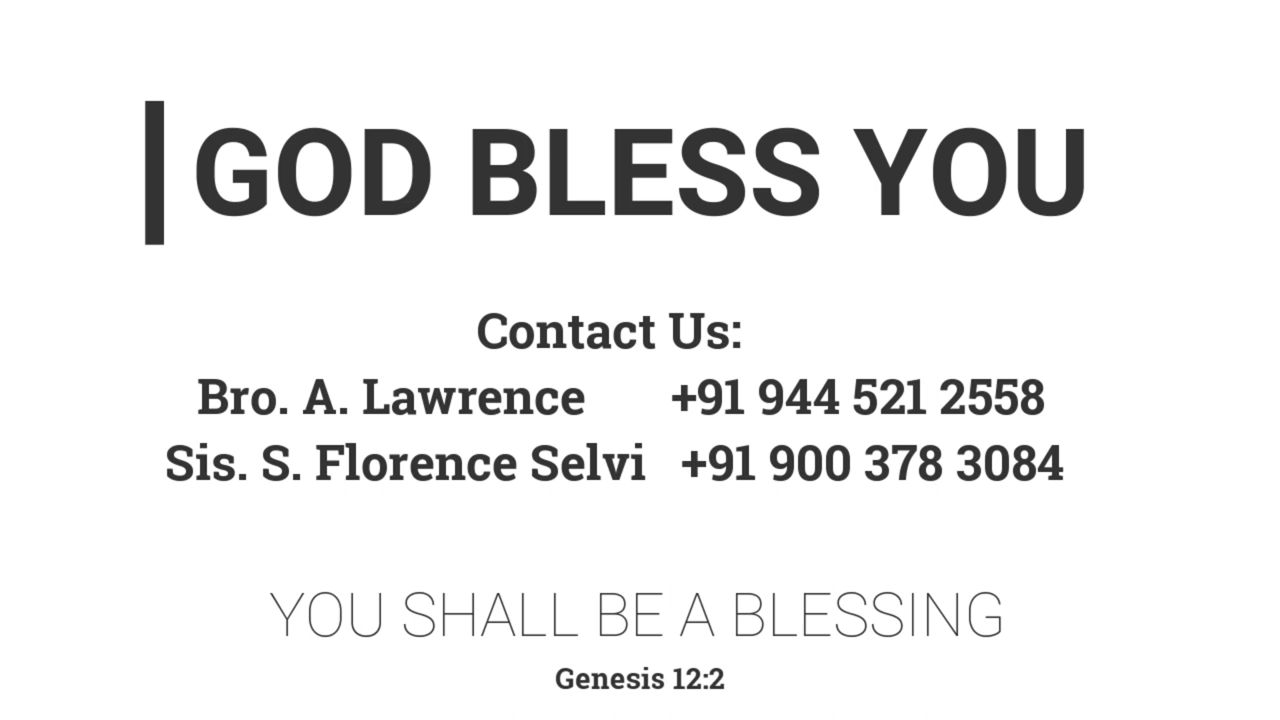 GOD BLESS YOU
Contact Us:
Bro. A. Lawrence +91 944 521 2558
Sis. S. Florence Selvi +91 900 378 3084
YOU SHALL BE A BLESSING
Genesis 12:2